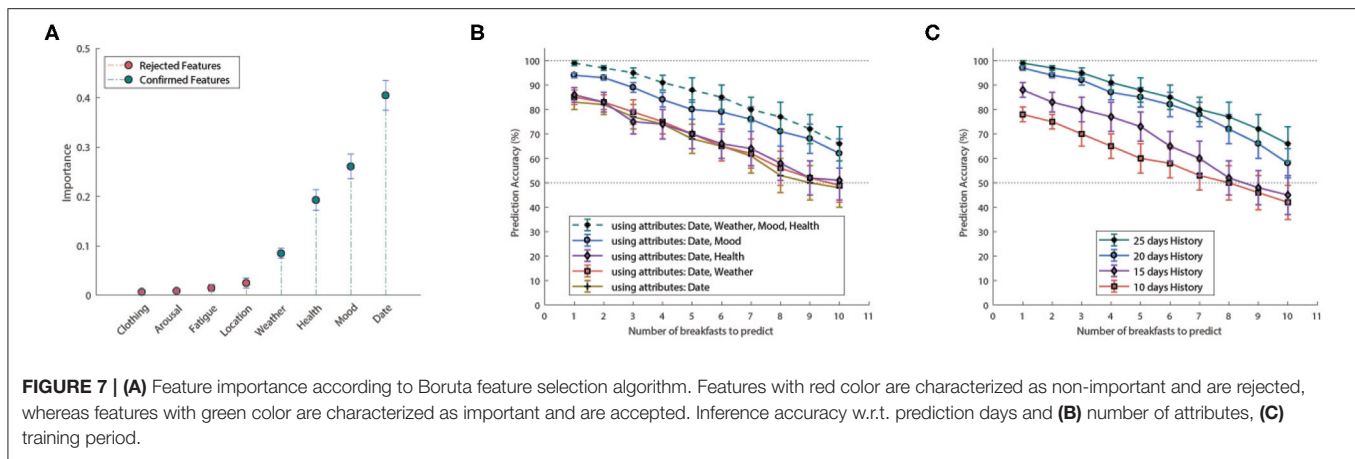 A
0.5
0.4
0.3
0.2
0.1
0
Importance
Rejected Features
Confirmed Features
Clothing
Arousal
Fatigue
Location
Weather
Health
Mood
Date
B
100
90
80
70
60
50
40
30
20
10
0
Prediction Accuracy (%)
using attributes: Date, Weather, Mood, Health
using attributes: Date, Mood
using attributes: Date, Health
using attributes: Date, Weather
using attributes: Date
0 1 2 3 4 5 6 7 8 9 10 11
Number of breakfasts to predict
C
100
90
80
70
60
50
40
30
20
10
0
Prediction Accuracy (%)
25 days History
20 days History
15 days History
10 days History
0 1 2 3 4 5 6 7 8 9 10 11
Number of breakfasts to predict
FIGURE 7 | (A) Feature importance according to Boruta feature selection algorithm. Features with red color are characterized as non-important and are rejected,
whereas features with green color are characterized as important and are accepted. Inference accuracy w.r.t. prediction days and (B) number of attributes, (C)
training period.